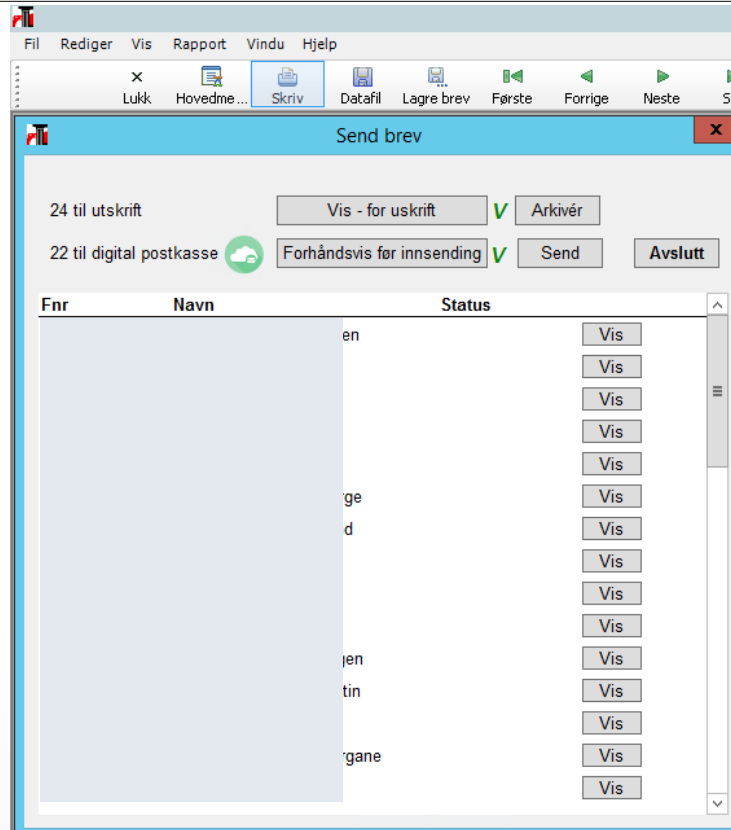 Fil Rediger Vis Rapport Vindu Hjelp
Lukk Hovedme... Skriv Datafil Lagre brev Første Forrige Neste S
Send brev x
24 til utskrift Vis - for uskrift V Arkivér
22 til digital postkasse Forhåndsvis før innsending V Send Avslutt
Fnr Navn Status
en Vis
Vis
Vis
Vis
Vis
rge Vis
d Vis
Vis
Vis
Vis
gen Vis
tin Vis
Vis
rgane Vis
Vis